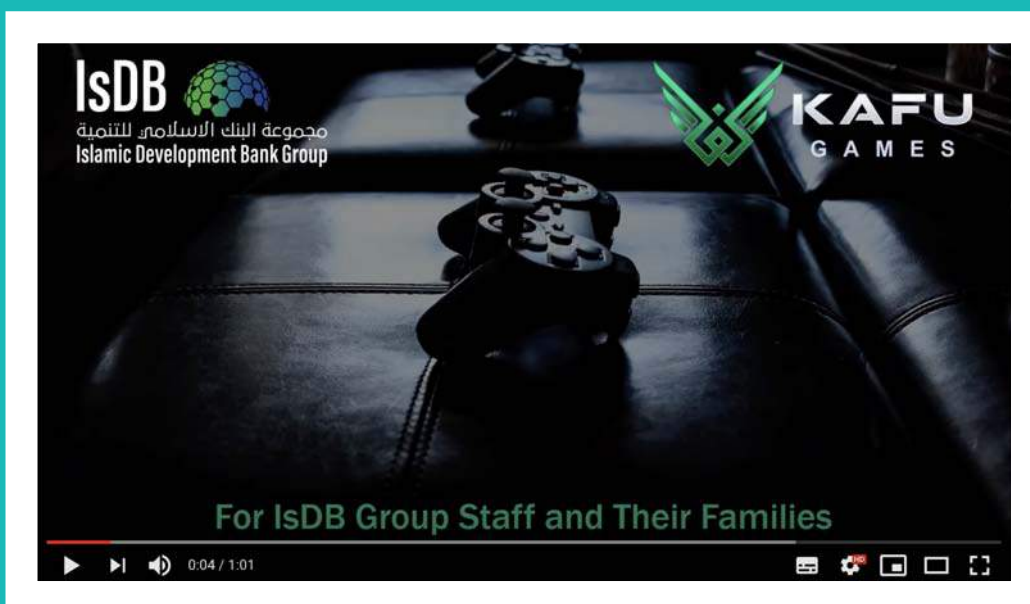 IsDB
مجموعة البنك الاسلامي للتنمية
Islamic Development Bank Group
KAFU
GAMES
For IsDB Group Staff and Their Families
0:04 / 1:01
HD